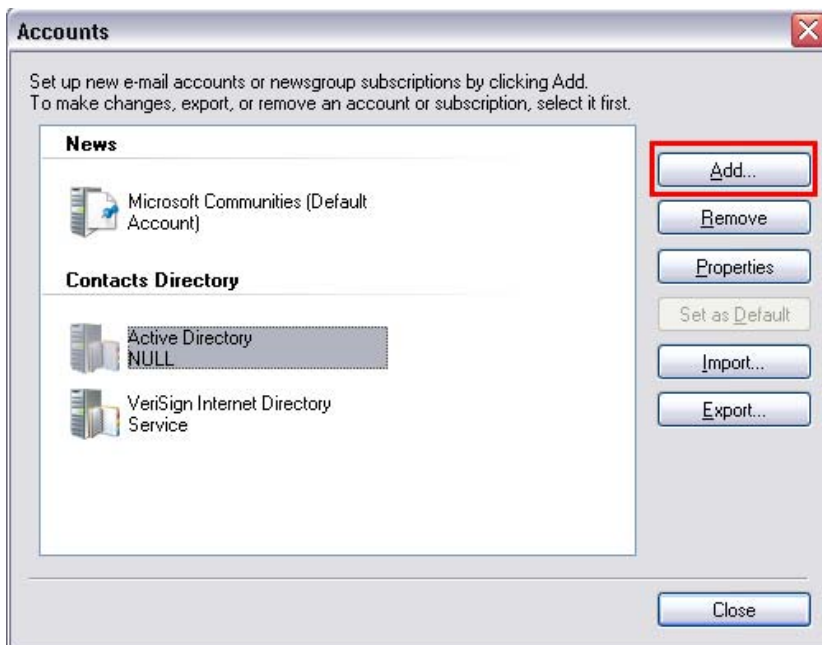 Accounts
Set up new e-mail accounts or newsgroup subscriptions by clicking Add.
To make changes, export, or remove an account or subscription, select it first.
News
Microsoft Communities (Default
Account)
Contacts Directory
Active Directory
NULL
VeriSign Internet Directory
Service
Add...
Remove
Properties
Set as Default
Import...
Export...
Close